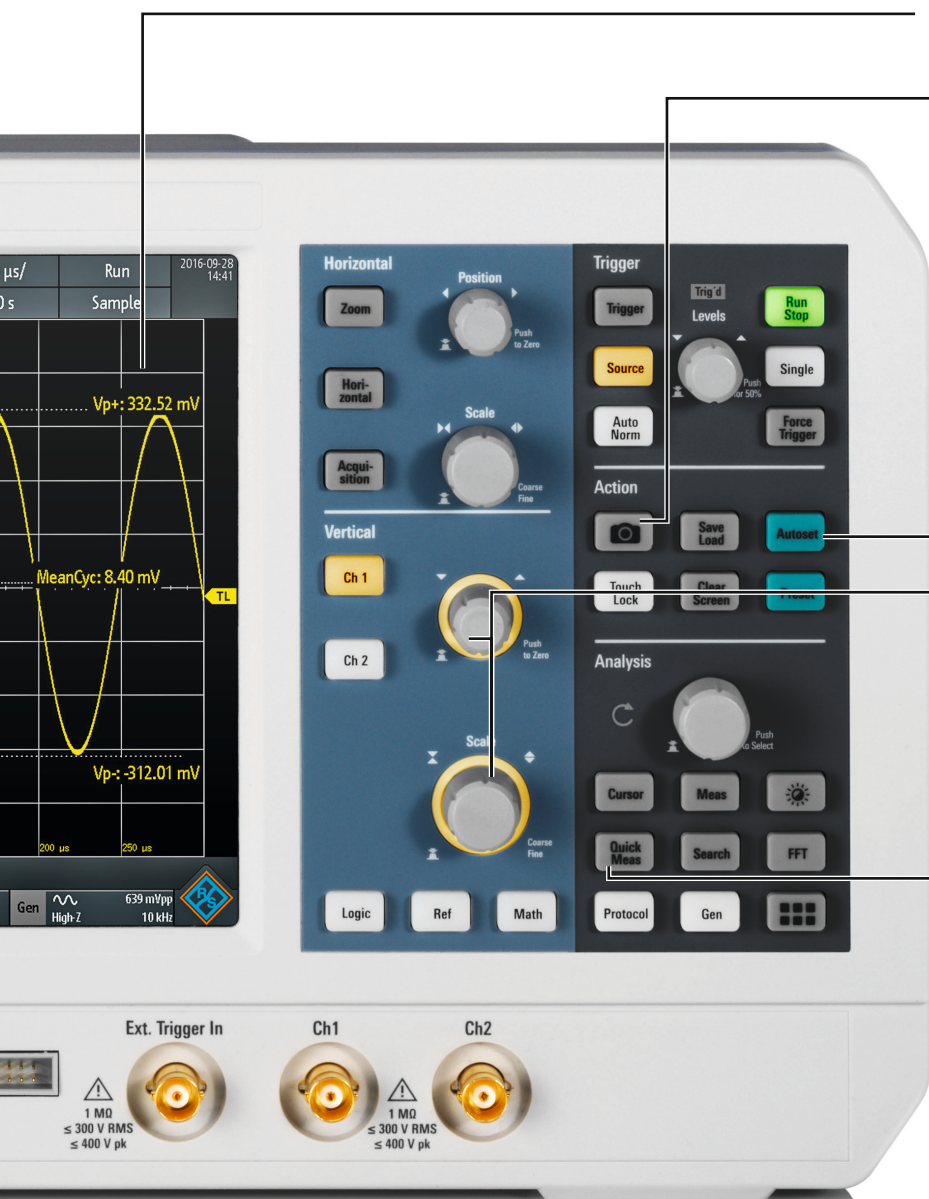 µs/
Run
2016-09-28
14:41
0 s
Sample
Vp+: 332.52 mV
MeanCyc: 8.40 mV
TL
Vp-: -312.01 mV
200 µs
250 µs
Gen
High-Z
639 mVpp
10 kHz
R&S
Horizontal
Zoom
Position
Push
to Zero
Hori-
zontal
Scale
Acqui-
sition
Coarse
Fine
Vertical
Ch 1
Ch 2
Push
to Zero
Scale
Coarse
Fine
Logic
Ref
Math
Trigger
Trigger
Trig'd
Levels
Run
Stop
Source
Single
Push
for 50%
Auto
Norm
Force
Trigger
Action
Save
Load
Autoset
Touch
Lock
Clear
Screen
Preset
Analysis
Push
to Select
Cursor
Meas
Quick
Meas
Search
FFT
Protocol
Gen
Ext. Trigger In
Ch1
Ch2
1 MΩ
≤ 300 V RMS
≤ 400 V pk
1 MΩ
≤ 300 V RMS
≤ 400 V pk